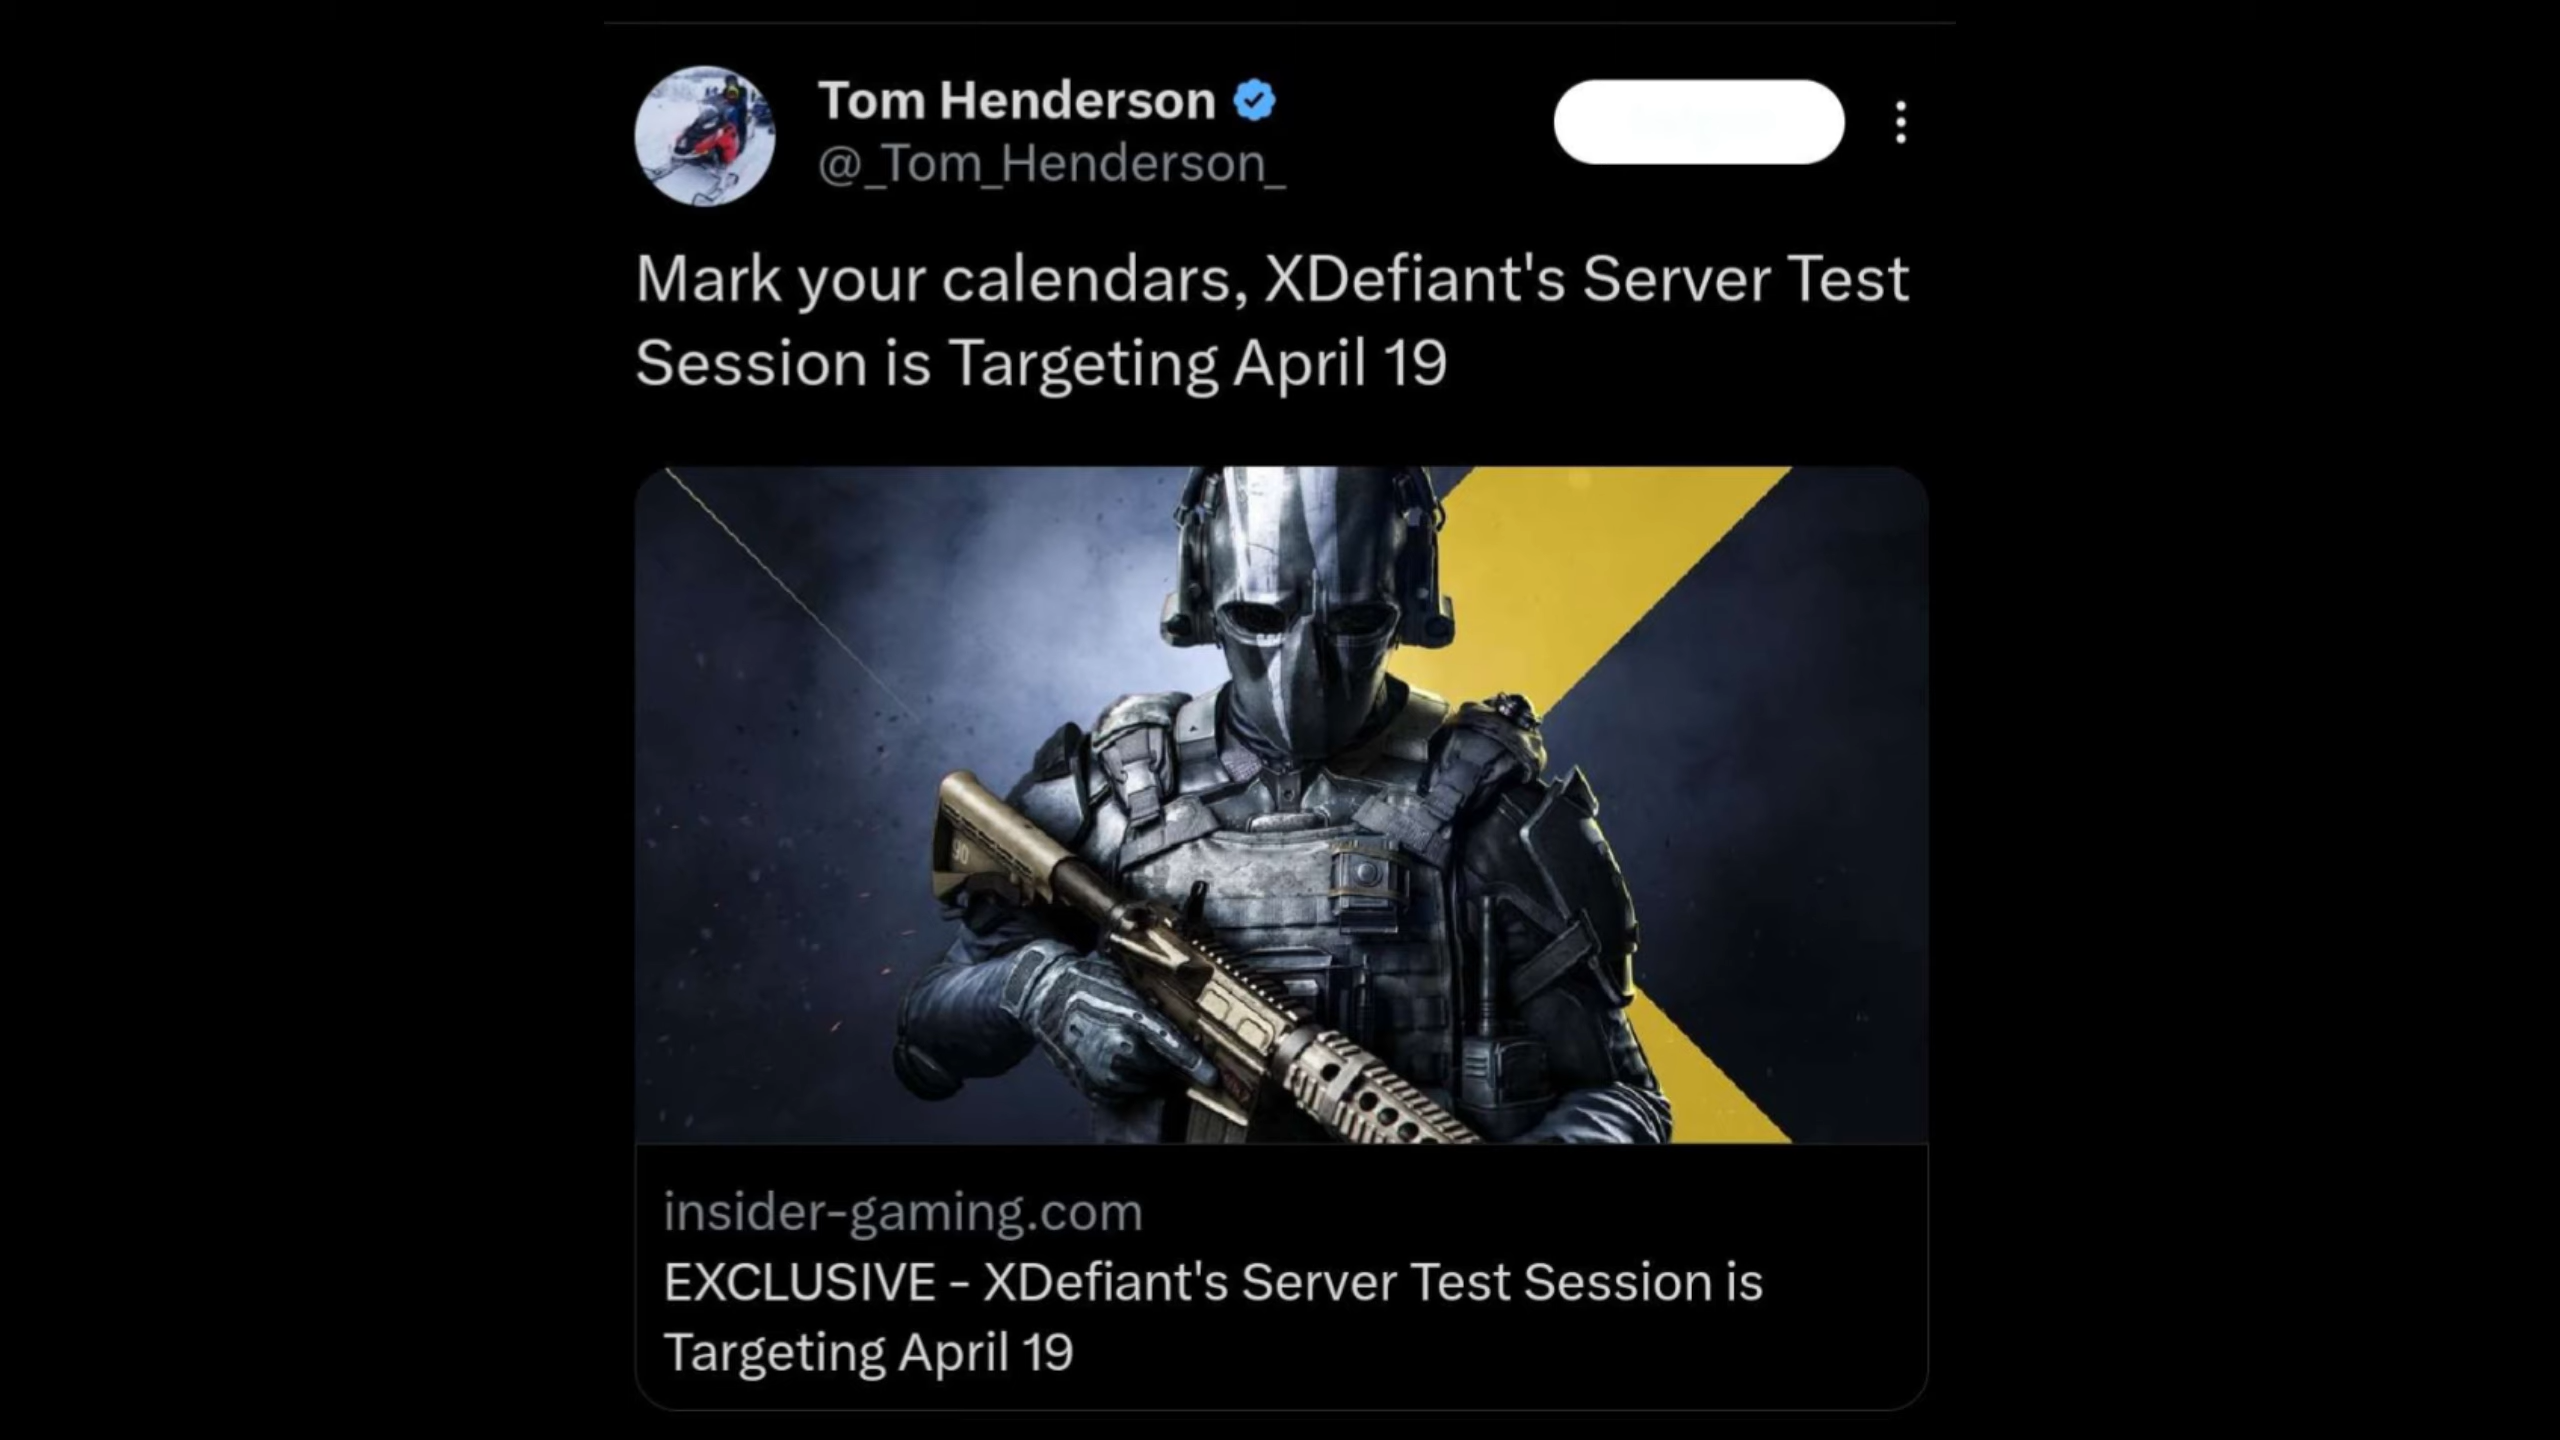 Tom Henderson
@_Tom_Henderson_
Mark your calendars, XDefiant's Server Test
Session is Targeting April 19
90
insider-gaming.com
EXCLUSIVE - XDefiant's Server Test Session is
Targeting April 19